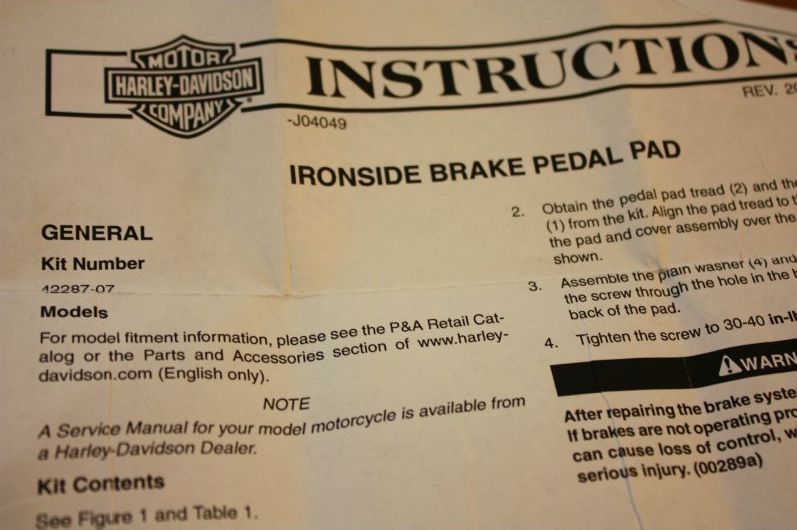 MOTOR
HARLEY-DAVIDSON
COMPANY
INSTRUCTIONS
-J04049
REV.
IRONSIDE BRAKE PEDAL PAD
GENERAL
Kit Number
42287-07
Models
For model fitment information, please see the P&A Retail Cat-
alog or the Parts and Accessories section of www.harley-
davidson.com (English only).
NOTE
A Service Manual for your model motorcycle is available from
a Harley-Davidson Dealer.
Kit Contents
See Figure 1 and Table 1.
2. Obtain the pedal pad tread (2) and the
(1) from the kit. Align the pad tread to
the pad and cover assembly over the
shown.
3. Assemble the plain washer (4) and
the screw through the hole in the
back of the pad.
4. Tighten the screw to 30-40 in-lb
WARN
After repairing the brake syste
If brakes are not operating pro
can cause loss of control, w
serious injury. (00289a)